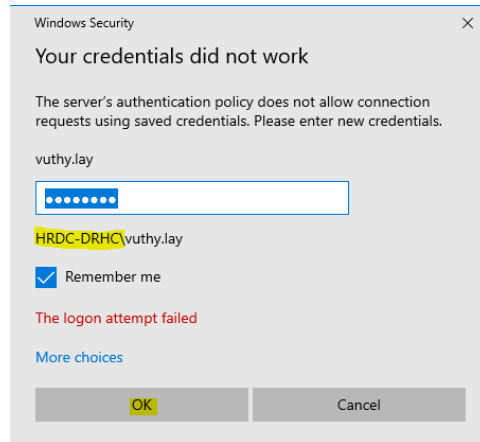 Windows Security
Your credentials did not work
The server's authentication policy does not allow connection
requests using saved credentials. Please enter new credentials.
vuthy.lay
●●●●●●●●
HRDC-DRHC\vuthy.lay
Remember me
The logon attempt failed
More choices
OK
Cancel